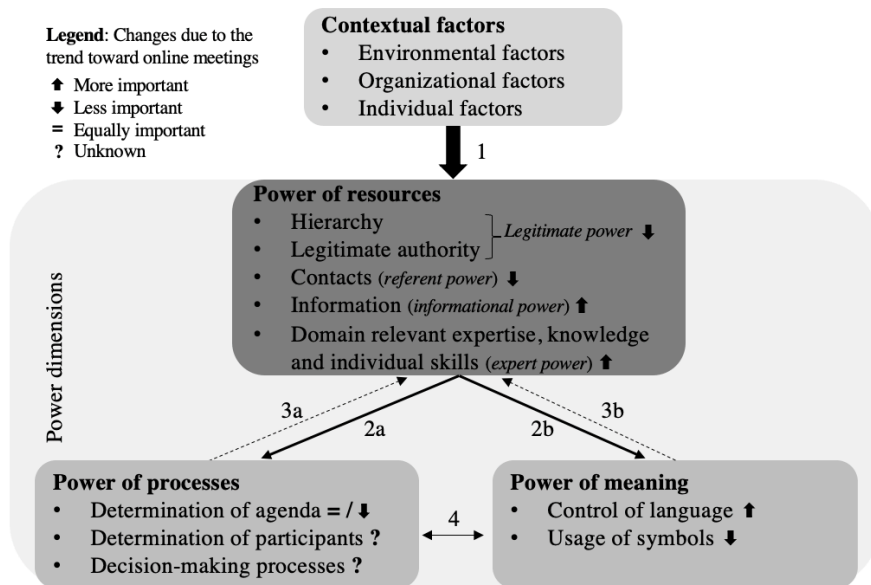 Contextual factors
• Environmental factors
• Organizational factors
• Individual factors
Legend: Changes due to the
trend toward online meetings
⬆ More important
⬇ Less important
= Equally important
? Unknown
1
Power dimensions
Power of resources
• Hierarchy
• Legitimate authority
Legitimate power ⬇
• Contacts (referent power) ⬇
• Information (informational power) ⬆
• Domain relevant expertise, knowledge
and individual skills (expert power) ⬆
3a
2a
2b
3b
Power of processes
• Determination of agenda = / ⬇
• Determination of participants ?
• Decision-making processes ?
4
Power of meaning
• Control of language ⬆
• Usage of symbols ⬇